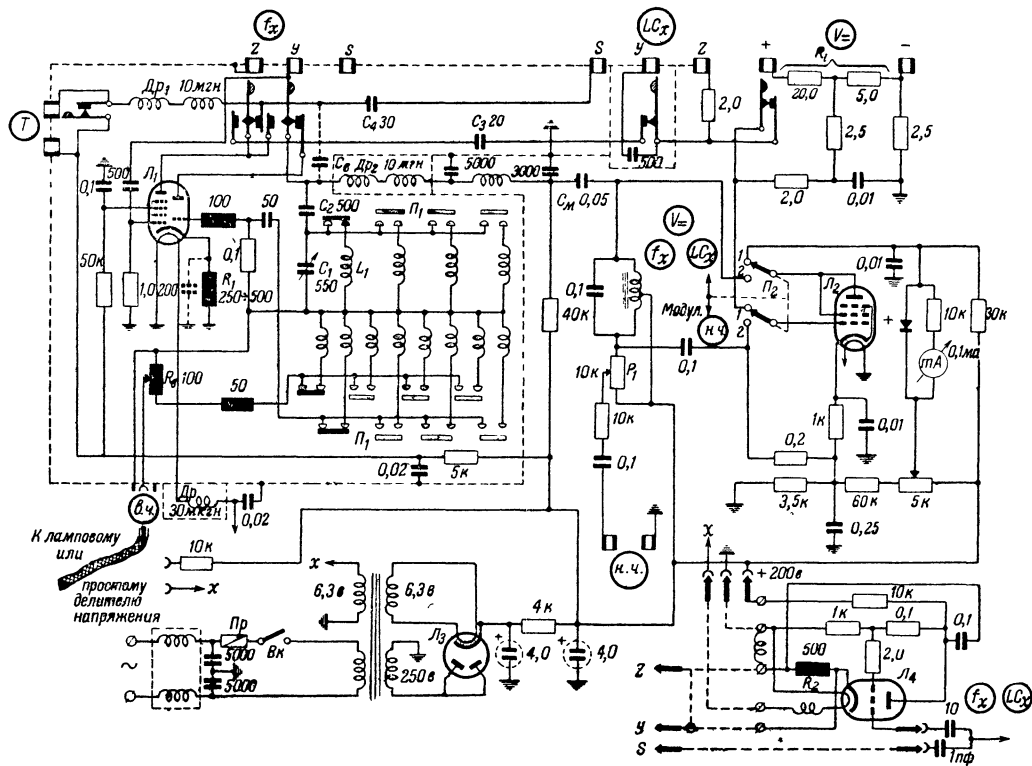 fx
LCx
V=
Z
У
S
S
У
Z
+
R1
−
Др1
10мгн
T
C4 30
C3 20
2,0
20,0
5,0
2,5
2,5
500
0,1
Л1
Cв
Др2
10мгн
5000
500
3000
Cм 0,05
2,0
0,01
100
50
C2 500
П1
0,1
C1
550
L1
50к
1,0
200
R1
250÷500
V=
fx
LCx
0,1
Модул.
н.ч.
1
2
П2
1
2
0,01
Л2
+
10к
30к
0,1ма
mA
40к
Rв 100
50
П1
10к
P1
0,1
10к
1к
0,01
0,1
0,2
0,02
5к
3,5к
60к
5к
0,25
в.ч.
Др
30мкгн
0,02
К ламповому
или
простому
делителю
напряжения
10к
х
н.ч.
х
+200в
х
6,3в
6,3в
Л3
4к
4,0
4,0
+
+
250в
Пр
Вк
~
5000
5000
10к
1к
0,1
0,1
500
R2
2,0
Л4
Z
У
S
10
1пф
fx
LCx